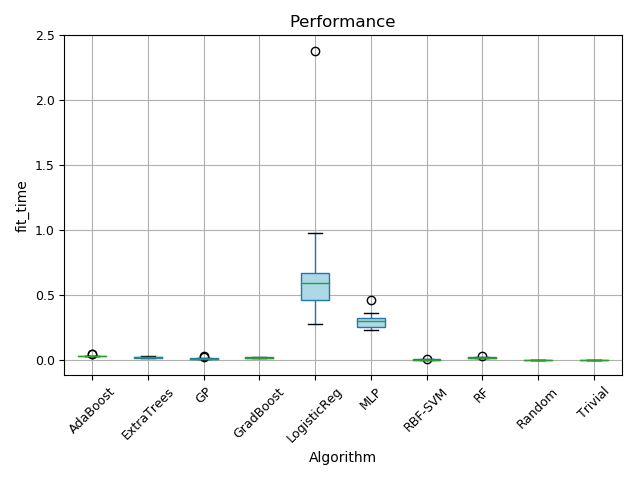 Performance
fit_time
2.5
2.0
1.5
1.0
0.5
0.0
AdaBoost
ExtraTrees
GP
GradBoost
LogisticReg
MLP
RBF-SVM
RF
Random
Trivial
Algorithm